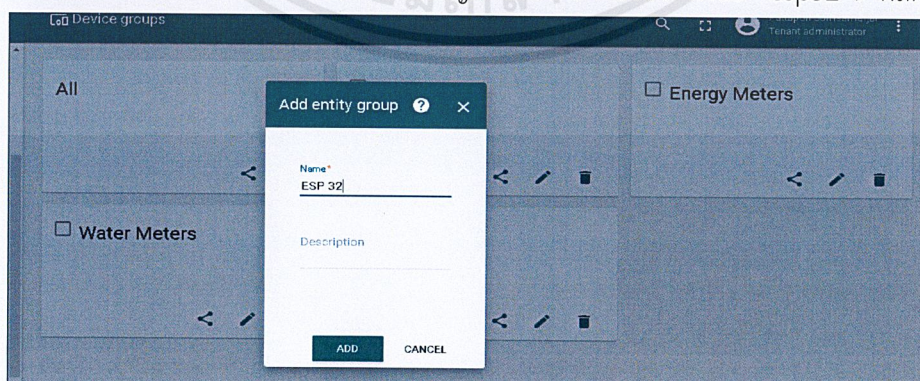 Device groups
Tenant administrator
All
Energy Meters
Add entity group ?
Name*
ESP 32
Water Meters
Description
ADD CANCEL